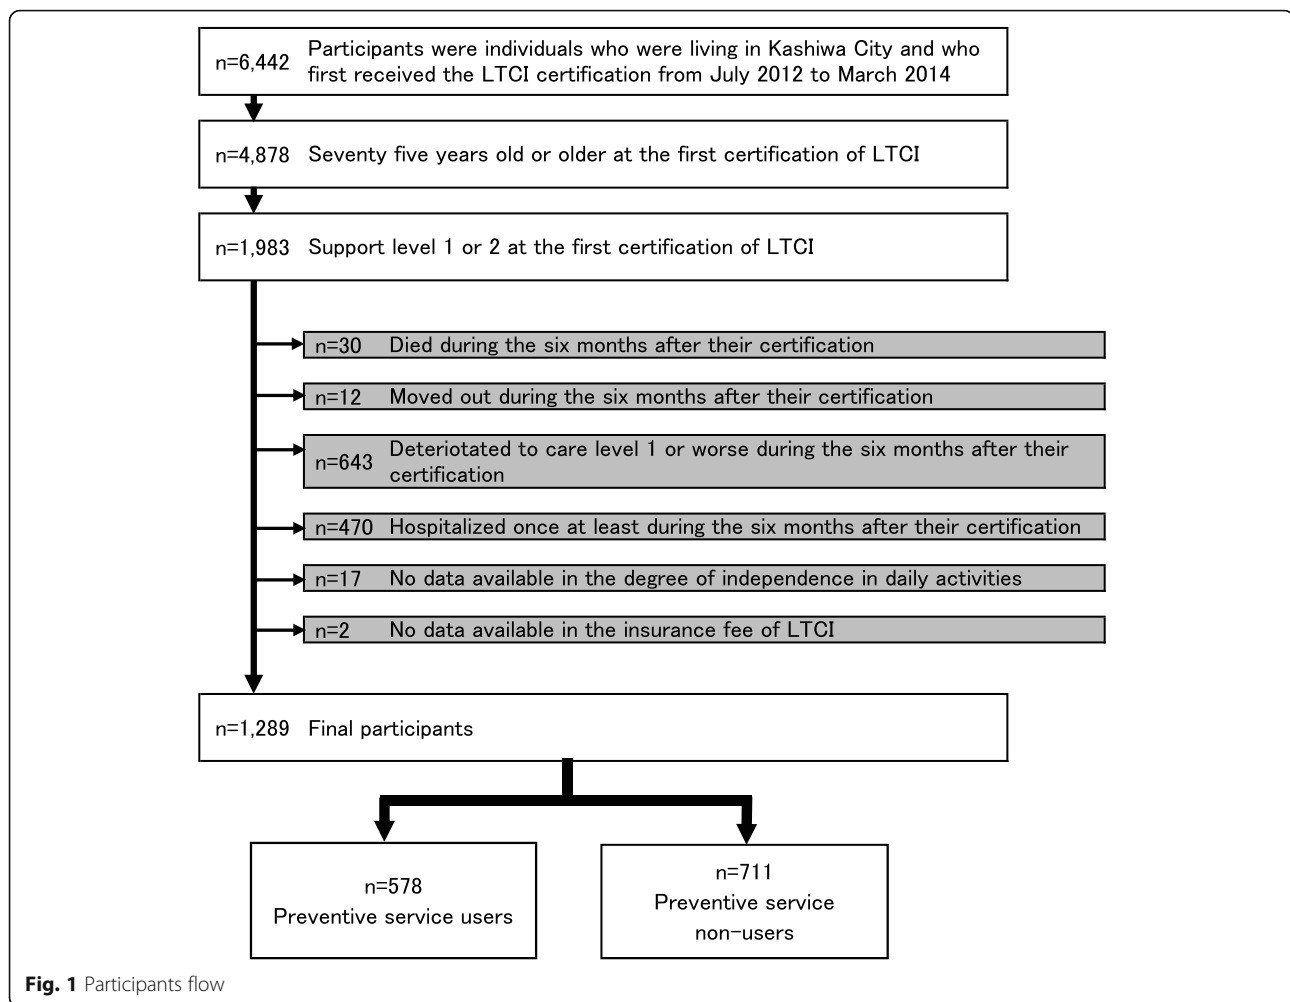 n=6,442 Participants were individuals who were living in Kashiwa City and who
first received the LTCI certification from July 2012 to March 2014
n=4,878 Seventy five years old or older at the first certification of LTCI
n=1,983 Support level 1 or 2 at the first certification of LTCI
n=30 Died during the six months after their certification
n=12 Moved out during the six months after their certification
n=643 Deteriotated to care level 1 or worse during the six months after their
certification
n=470 Hospitalized once at least during the six months after their certification
n=17 No data available in the degree of independence in daily activities
n=2 No data available in the insurance fee of LTCI
n=1,289 Final participants
n=578
Preventive service users
n=711
Preventive service
non-users
Fig. 1 Participants flow